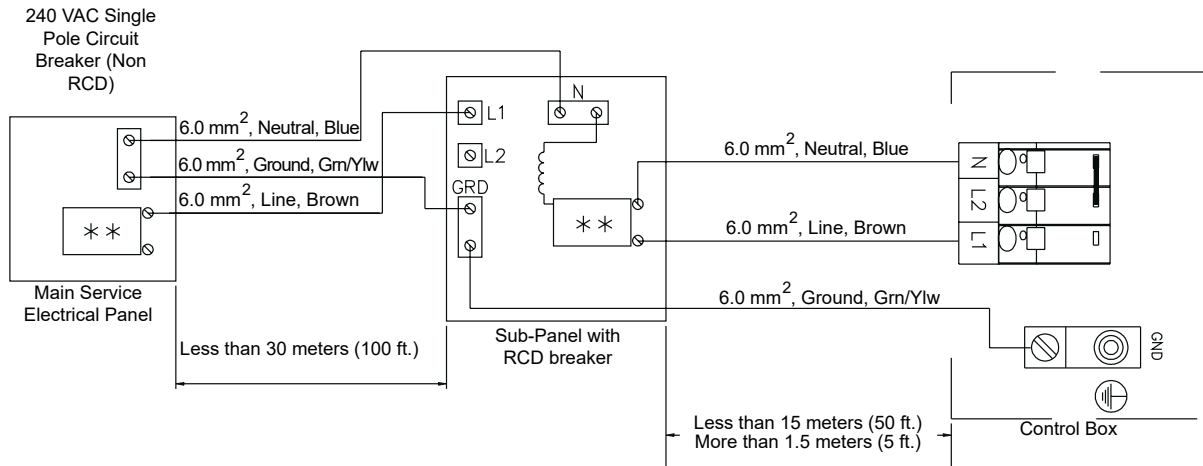 240 VAC Single
Pole Circuit
Breaker (Non
RCD)
6.0 mm², Neutral, Blue
6.0 mm², Ground, Grn/Ylw
6.0 mm², Line, Brown
**
Main Service
Electrical Panel
Less than 30 meters (100 ft.)
N
L1
L2
GRD
**
Sub-Panel with
RCD breaker
6.0 mm², Neutral, Blue
6.0 mm², Line, Brown
6.0 mm², Ground, Grn/Ylw
Less than 15 meters (50 ft.)
More than 1.5 meters (5 ft.)
N
L2
L1
GND
Control Box